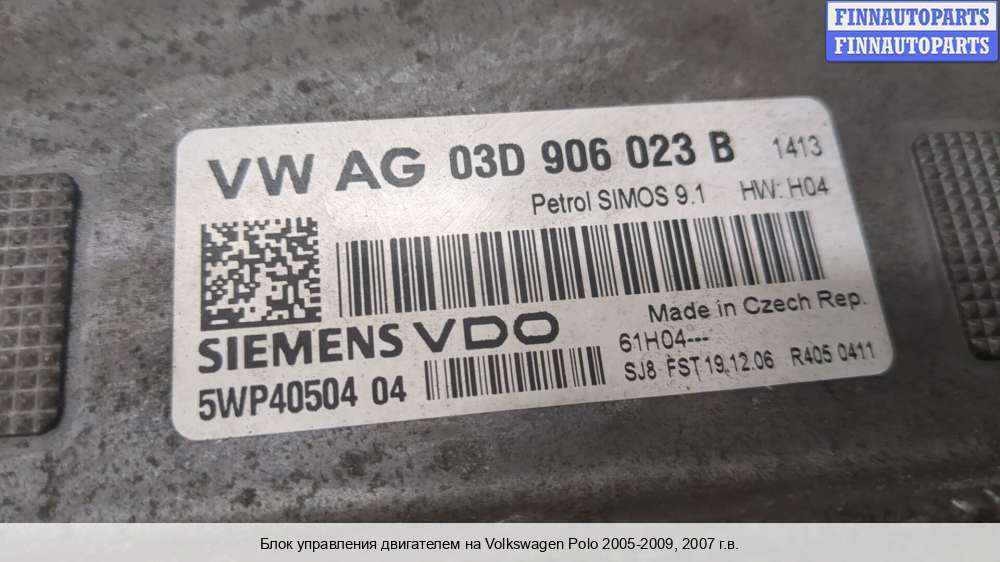 FINNAUTOPARTS
FINNAUTOPARTS
VW AG 03D 906 023 B 1413
Petrol SIMOS 9.1 HW: H04
Made in Czech Rep.
SIEMENS VDO 61H04---
5WP40504 04 SJ8 FST 19.12.06 R405 0411
Блок управления двигателем на Volkswagen Polo 2005-2009, 2007 г.в.